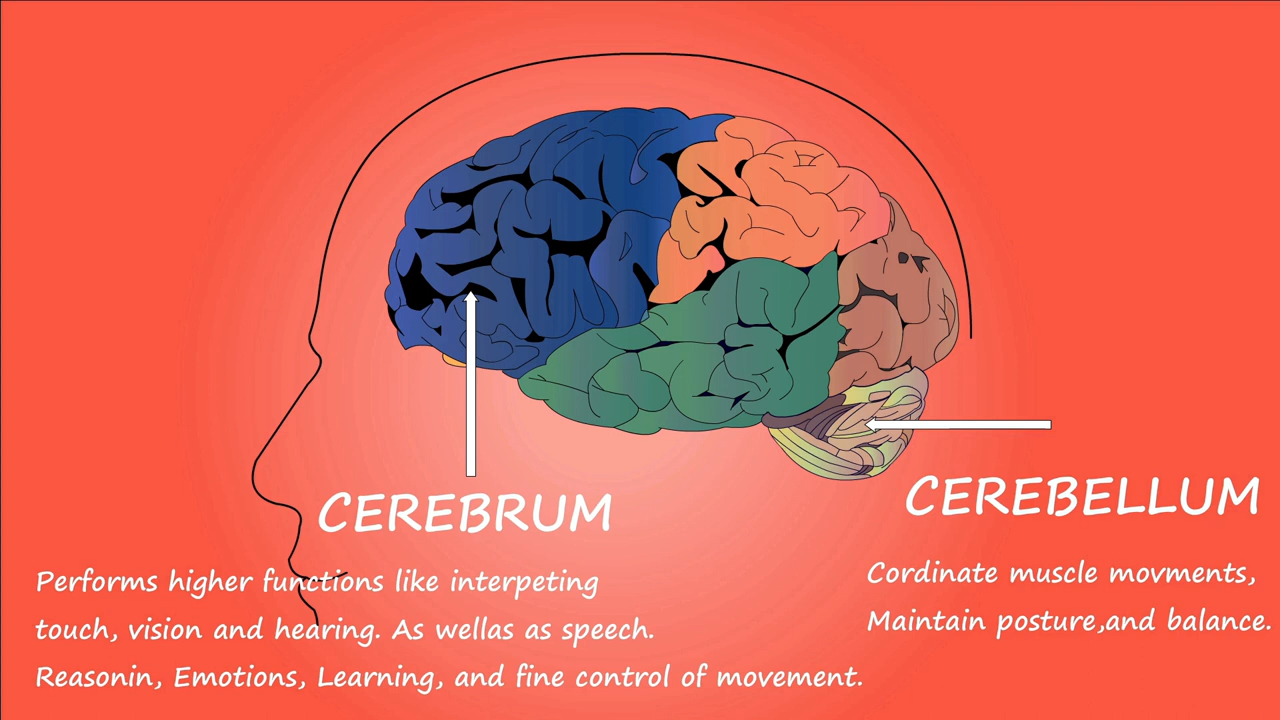 CEREBRUM
Performs higher functions like interpeting
touch, vision and hearing. As wellas as speech.
Reasonin, Emotions, Learning, and fine control of movement.
CEREBELLUM
Cordinate muscle movments,
Maintain posture,and balance.